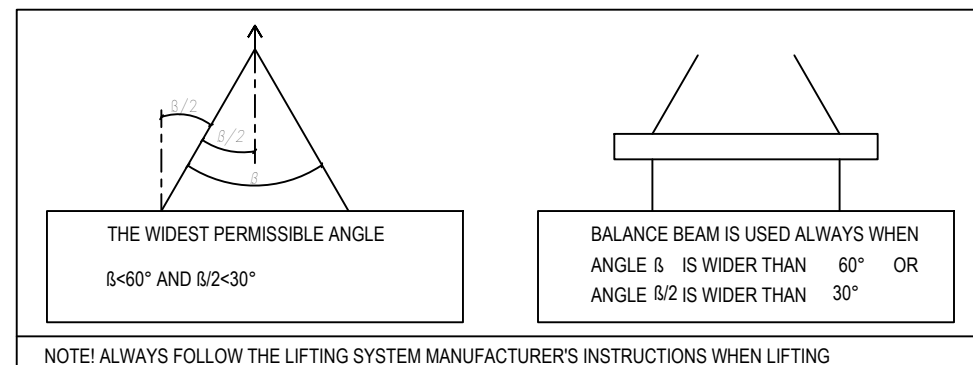 ß/2
ß/2
ß
THE WIDEST PERMISSIBLE ANGLE
ß<60° AND ß/2<30°
BALANCE BEAM IS USED ALWAYS WHEN
ANGLE ß IS WIDER THAN 60° OR
ANGLE ß/2 IS WIDER THAN 30°
NOTE! ALWAYS FOLLOW THE LIFTING SYSTEM MANUFACTURER'S INSTRUCTIONS WHEN LIFTING